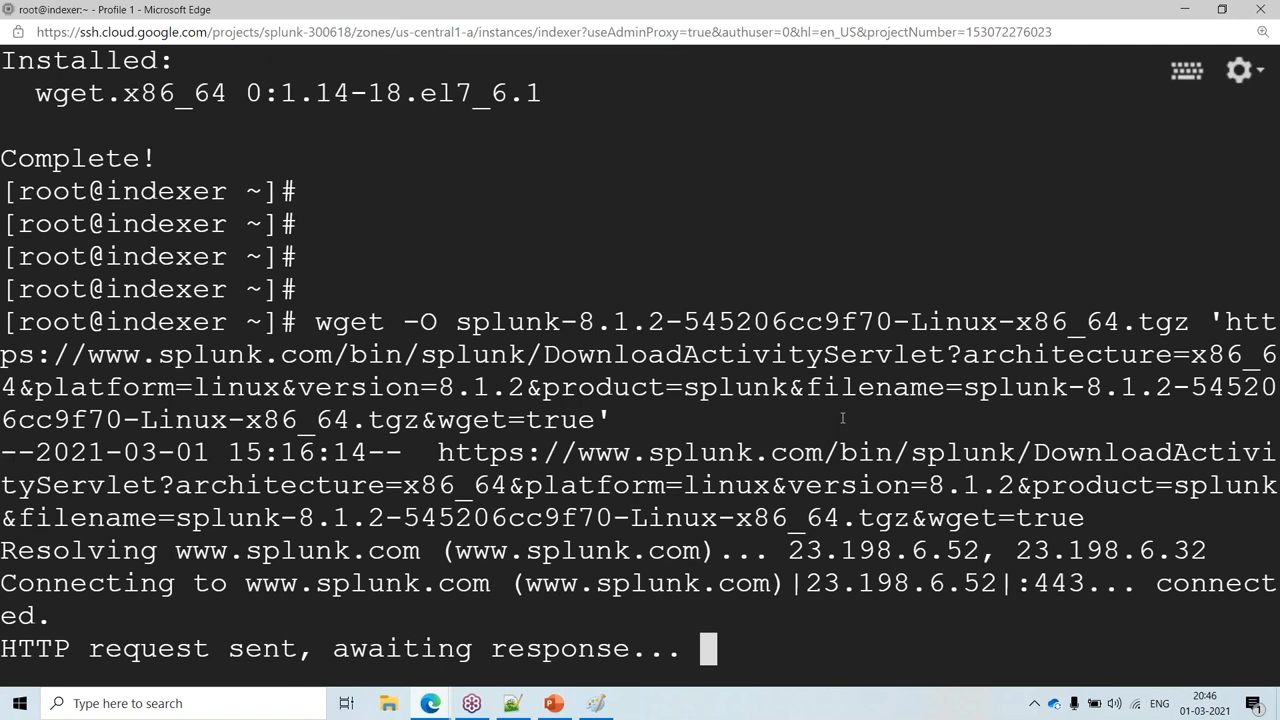 root@indexer:~ - Profile 1 - Microsoft Edge
https://ssh.cloud.google.com/projects/splunk-300618/zones/us-central1-a/instances/indexer?useAdminProxy=true&authuser=0&hl=en_US&projectNumber=153072276023
Installed:
  wget.x86_64 0:1.14-18.el7_6.1
Complete!
[root@indexer ~]#
[root@indexer ~]#
[root@indexer ~]#
[root@indexer ~]#
[root@indexer ~]# wget -O splunk-8.1.2-545206cc9f70-Linux-x86_64.tgz 'htt
ps://www.splunk.com/bin/splunk/DownloadActivityServlet?architecture=x86_6
4&platform=linux&version=8.1.2&product=splunk&filename=splunk-8.1.2-54520
6cc9f70-Linux-x86_64.tgz&wget=true'
--2021-03-01 15:16:14--  https://www.splunk.com/bin/splunk/DownloadActivi
tyServlet?architecture=x86_64&platform=linux&version=8.1.2&product=splunk
&filename=splunk-8.1.2-545206cc9f70-Linux-x86_64.tgz&wget=true
Resolving www.splunk.com (www.splunk.com)... 23.198.6.52, 23.198.6.32
Connecting to www.splunk.com (www.splunk.com)|23.198.6.52|:443... connect
ed.
HTTP request sent, awaiting response...
Type here to search
ENG
20:46
01-03-2021
1